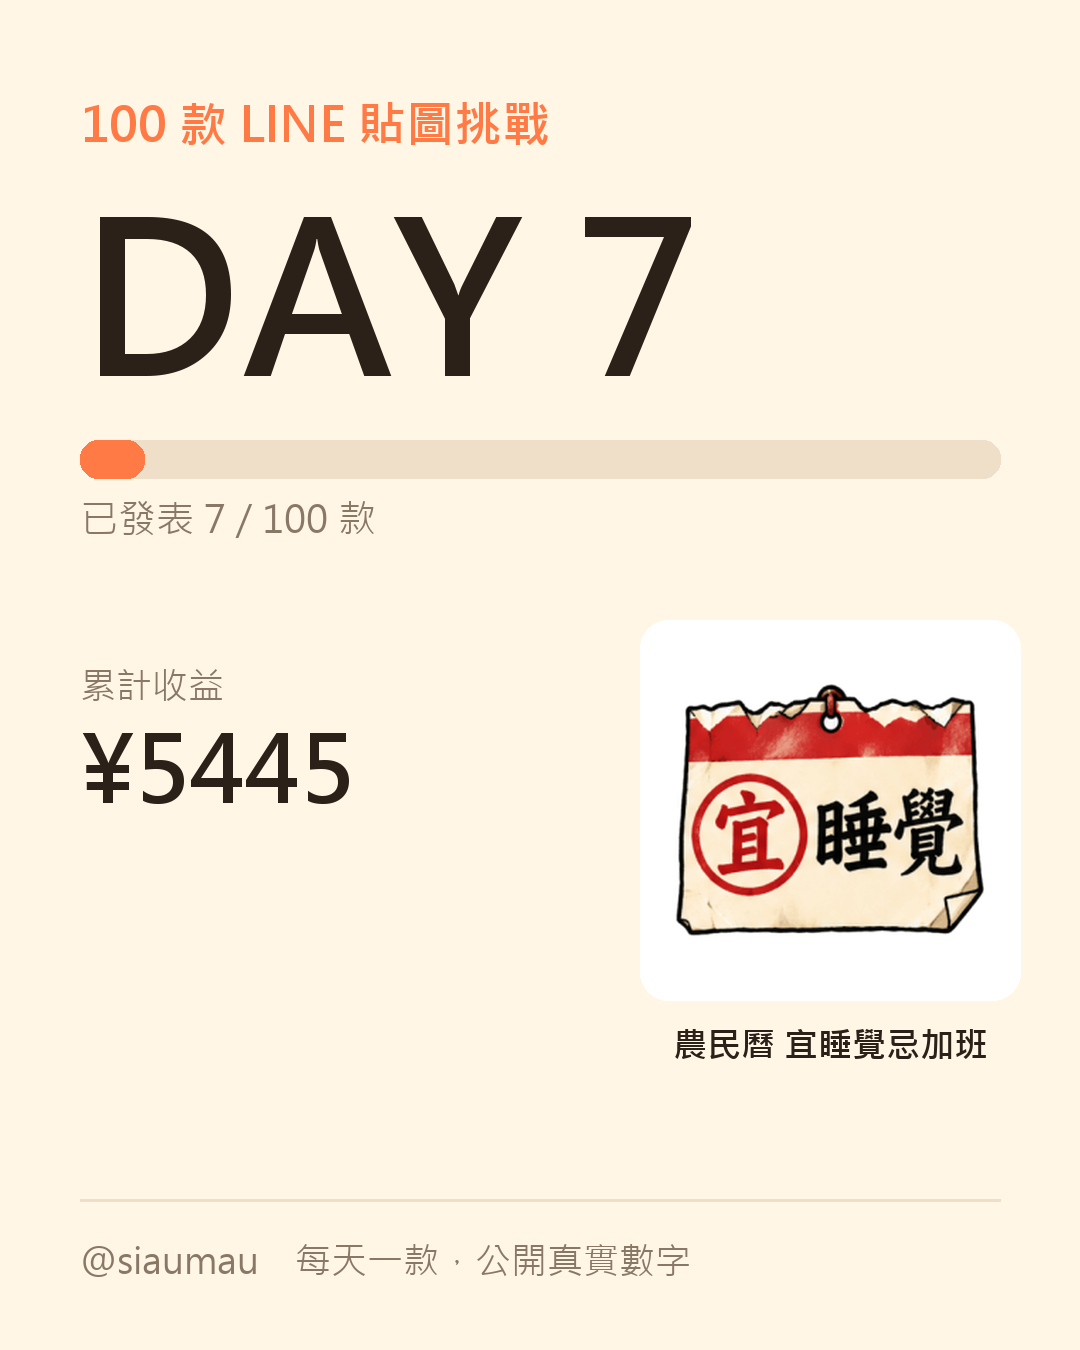 100 款 LINE 貼圖挑戰
DAY 7
已發表 7 / 100 款
累計收益
¥5445
宜 睡覺
農民曆 宜睡覺忌加班
@siaumau 每天一款，公開真實數字